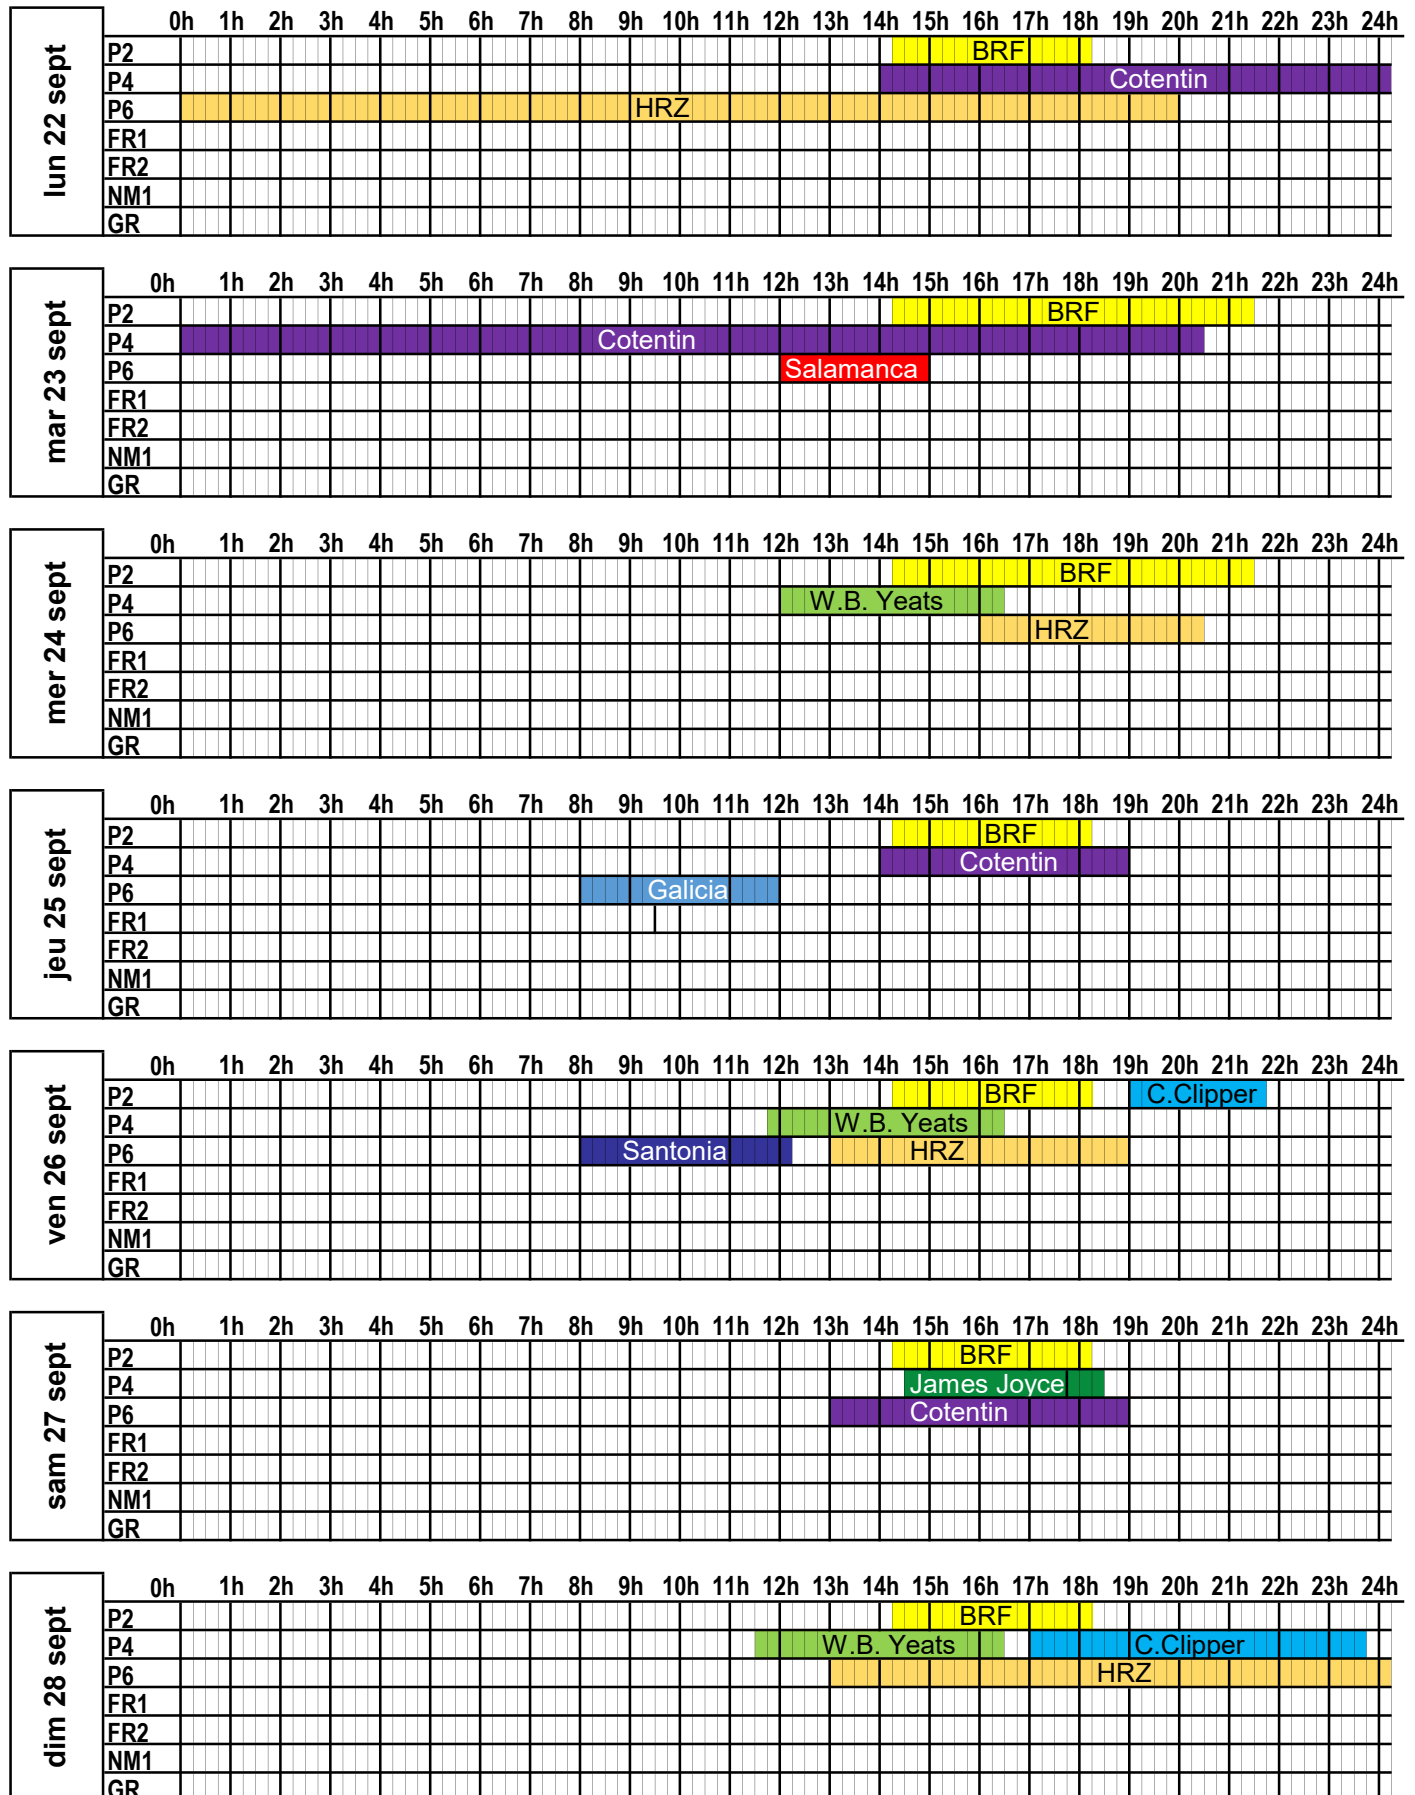 0h 1h 2h 3h 4h 5h 6h 7h 8h 9h 10h 11h 12h 13h 14h 15h 16h 17h 18h 19h 20h 21h 22h 23h 24h
lun 22 sept
P2 BRF
P4 Cotentin
P6 HRZ
FR1
FR2
NM1
GR
0h 1h 2h 3h 4h 5h 6h 7h 8h 9h 10h 11h 12h 13h 14h 15h 16h 17h 18h 19h 20h 21h 22h 23h 24h
mar 23 sept
P2 BRF
P4 Cotentin
P6 Salamanca
FR1
FR2
NM1
GR
0h 1h 2h 3h 4h 5h 6h 7h 8h 9h 10h 11h 12h 13h 14h 15h 16h 17h 18h 19h 20h 21h 22h 23h 24h
mer 24 sept
P2 BRF
P4 W.B. Yeats
P6 HRZ
FR1
FR2
NM1
GR
0h 1h 2h 3h 4h 5h 6h 7h 8h 9h 10h 11h 12h 13h 14h 15h 16h 17h 18h 19h 20h 21h 22h 23h 24h
jeu 25 sept
P2 BRF
P4 Cotentin
P6 Galicia
FR1
FR2
NM1
GR
0h 1h 2h 3h 4h 5h 6h 7h 8h 9h 10h 11h 12h 13h 14h 15h 16h 17h 18h 19h 20h 21h 22h 23h 24h
ven 26 sept
P2 BRF C.Clipper
P4 W.B. Yeats
P6 Santonia HRZ
FR1
FR2
NM1
GR
0h 1h 2h 3h 4h 5h 6h 7h 8h 9h 10h 11h 12h 13h 14h 15h 16h 17h 18h 19h 20h 21h 22h 23h 24h
sam 27 sept
P2 BRF
P4 James Joyce
P6 Cotentin
FR1
FR2
NM1
GR
0h 1h 2h 3h 4h 5h 6h 7h 8h 9h 10h 11h 12h 13h 14h 15h 16h 17h 18h 19h 20h 21h 22h 23h 24h
dim 28 sept
P2 BRF
P4 W.B. Yeats C.Clipper
P6 HRZ
FR1
FR2
NM1
GR